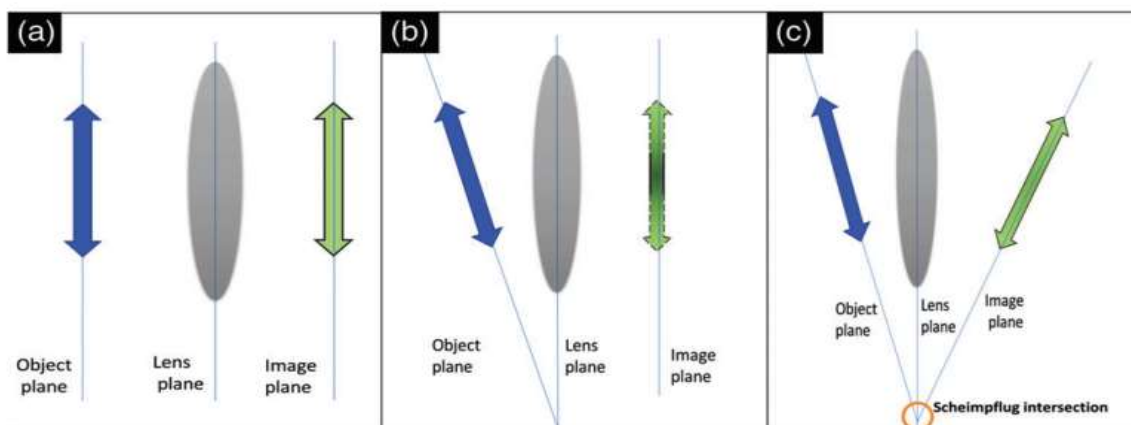 (a)
Object
plane
Lens
plane
Image
plane
(b)
Object
plane
Lens
plane
Image
plane
(c)
Object
plane
Lens
plane
Image
plane
Scheimpflug intersection